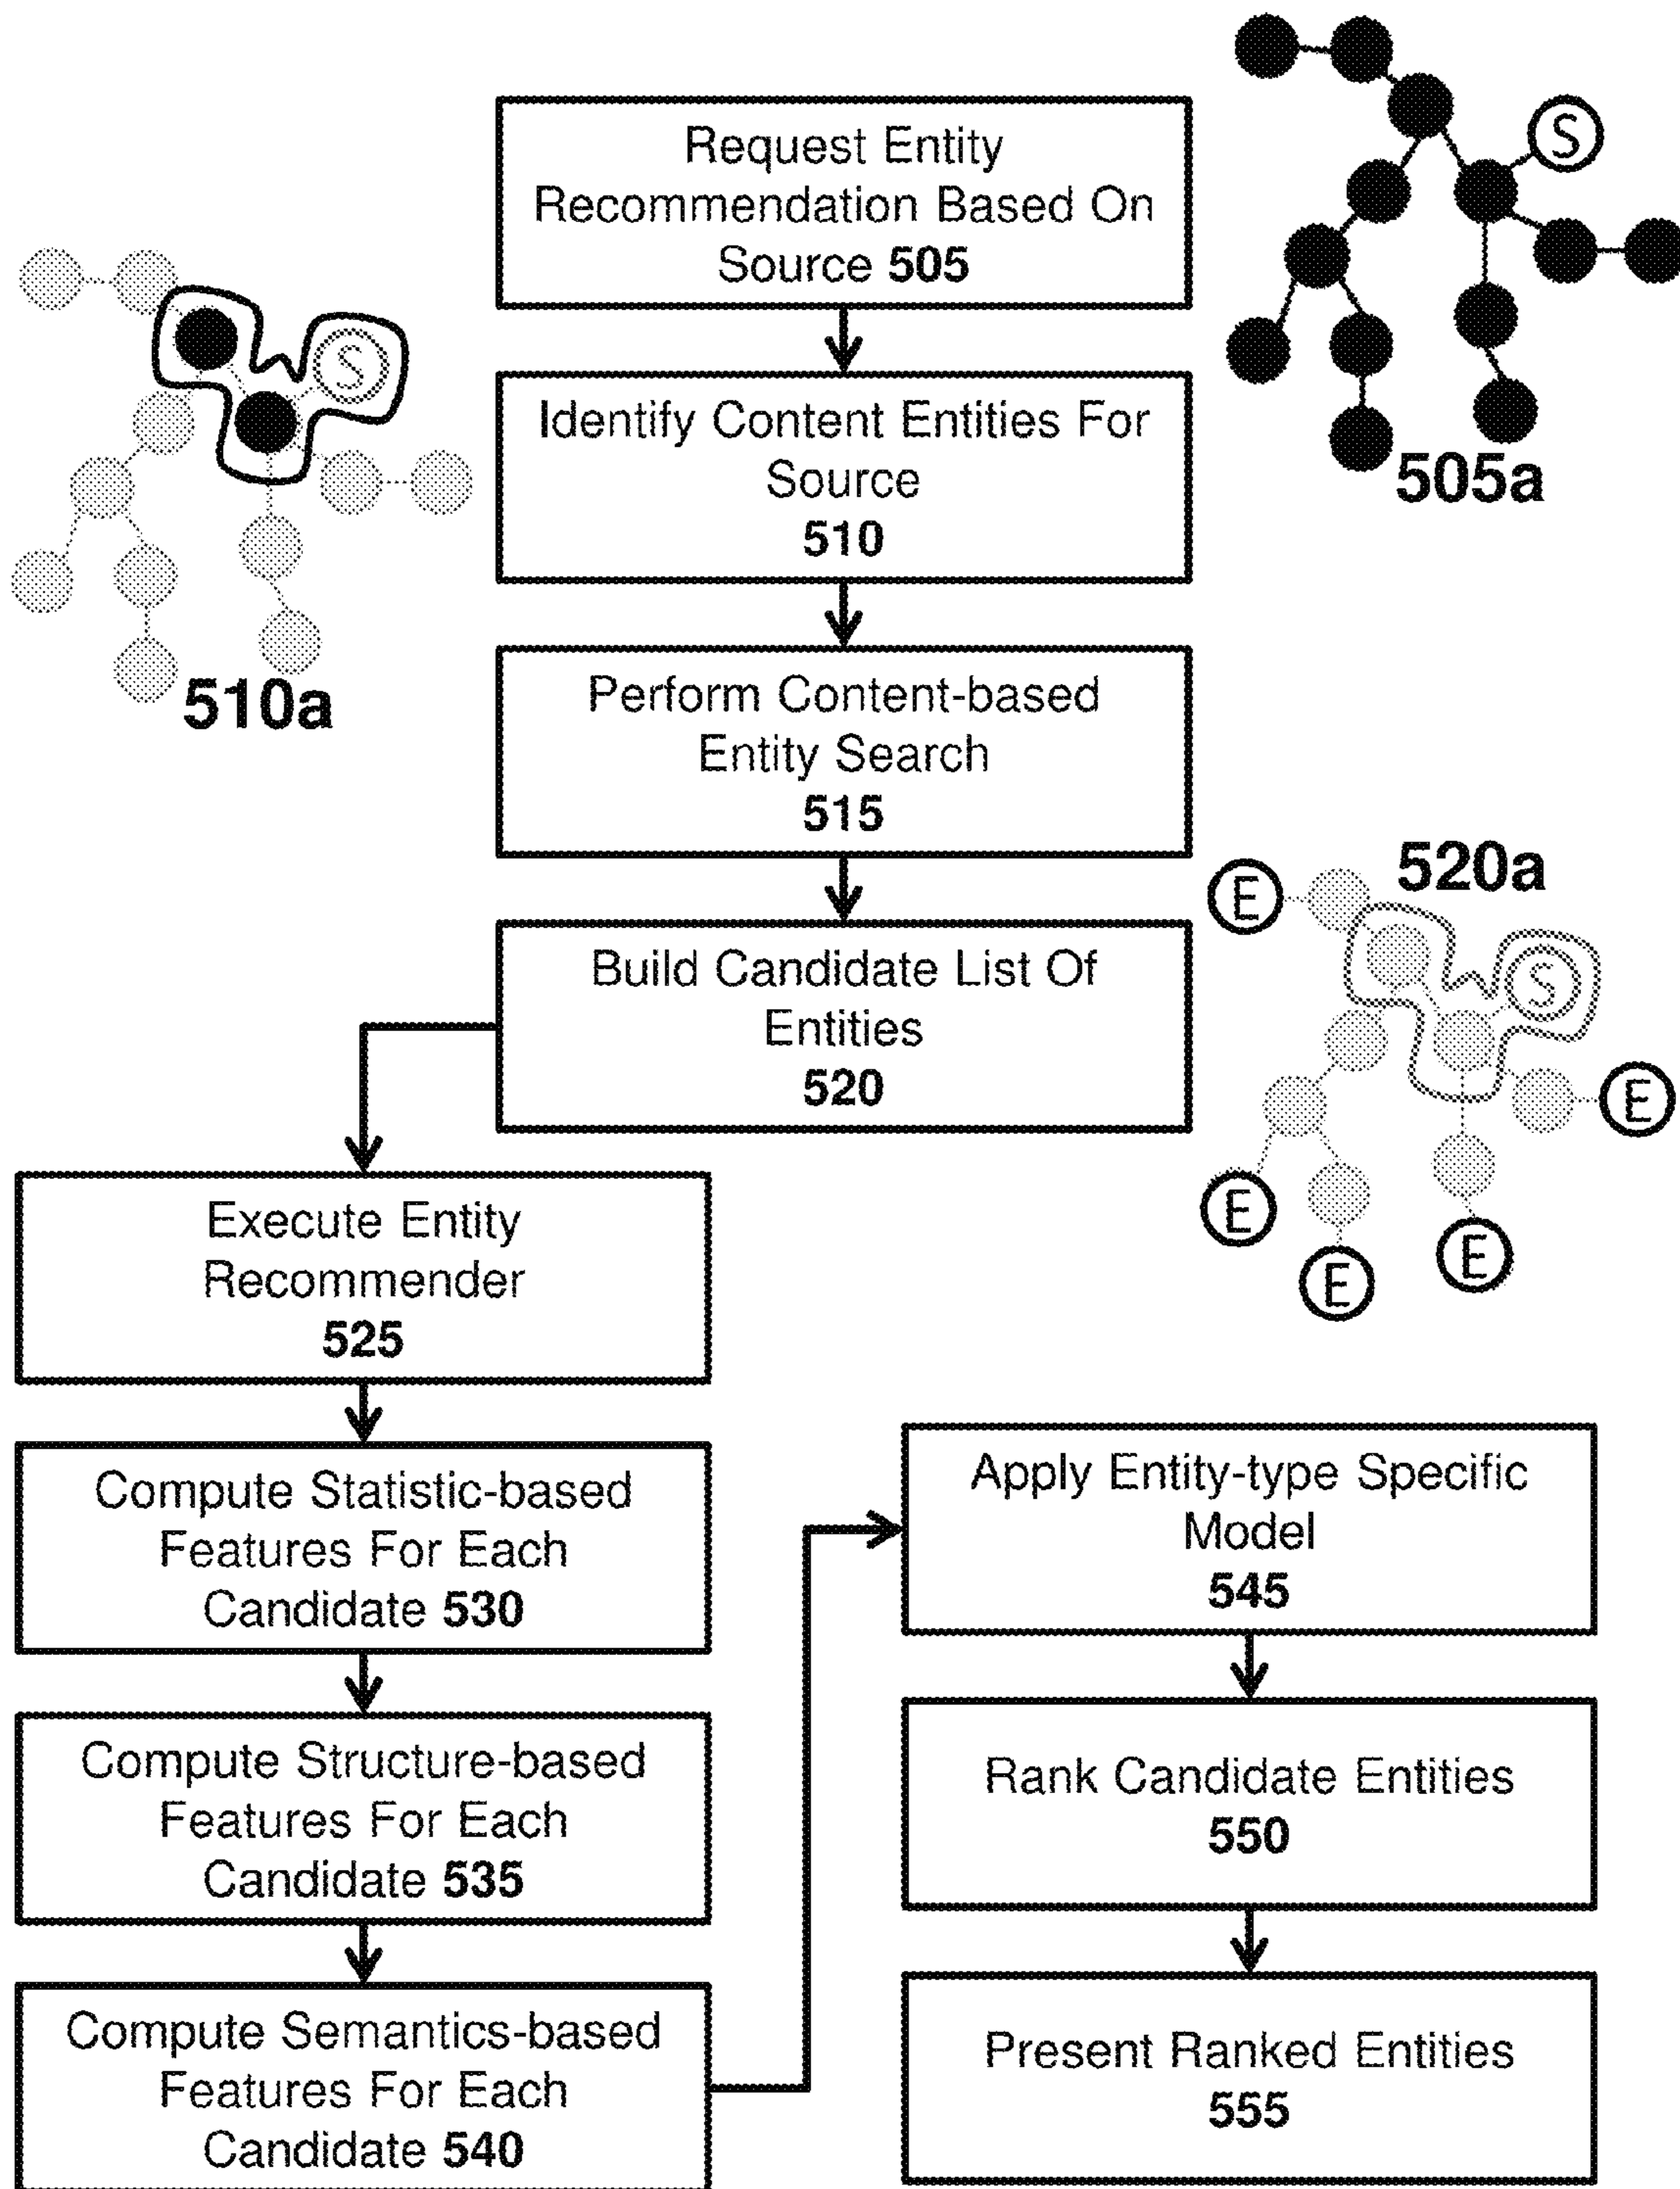 Request Entity
Recommendation Based On
Source 505
S
505a
Identify Content Entities For
Source
510
S
510a
Perform Content-based
Entity Search
515
Build Candidate List Of
Entities
520
520a
E
S
E
E
E
E
Execute Entity
Recommender
525
Compute Statistic-based
Features For Each
Candidate 530
Compute Structure-based
Features For Each
Candidate 535
Compute Semantics-based
Features For Each
Candidate 540
Apply Entity-type Specific
Model
545
Rank Candidate Entities
550
Present Ranked Entities
555